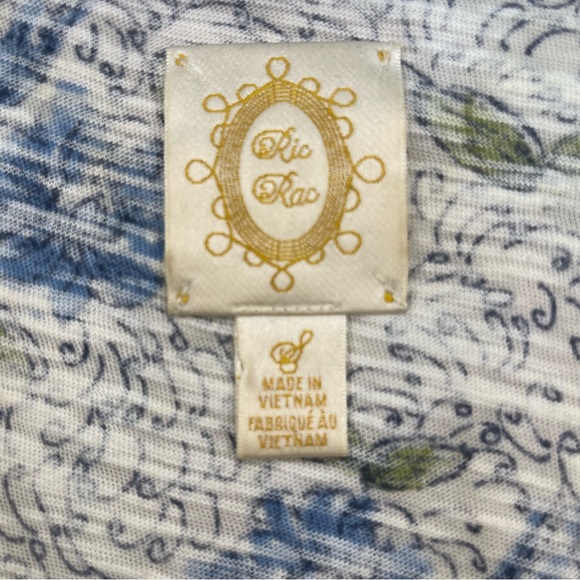 Ric
Rac
S
MADE IN
VIETNAM
FABRIQUÉ AU
VIETNAM